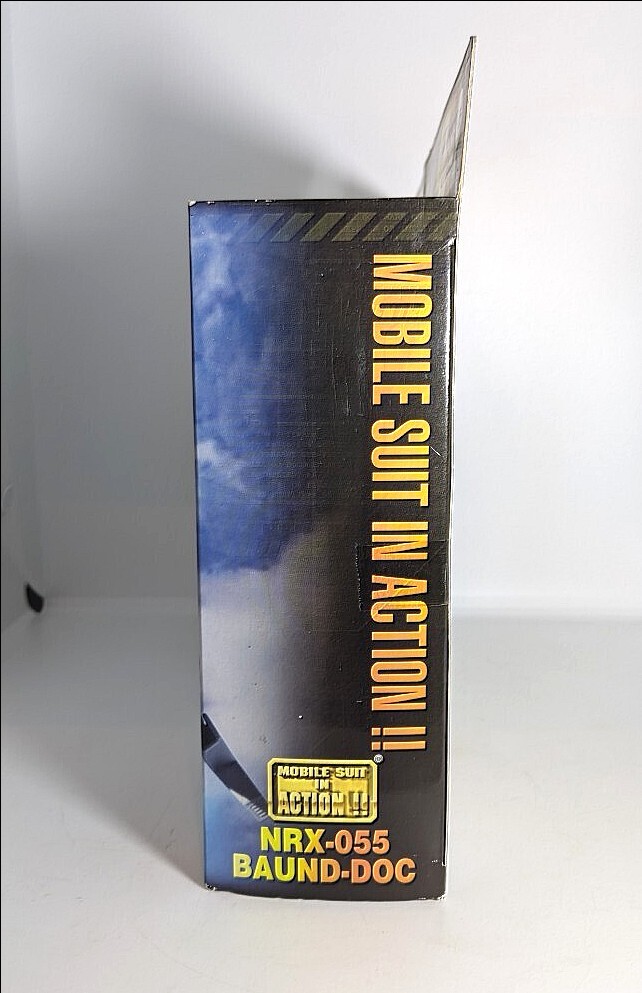 MOBILE SUIT IN ACTION !!
MOBILE SUIT
IN
ACTION !!
®
NRX-055
BAUND-DOC